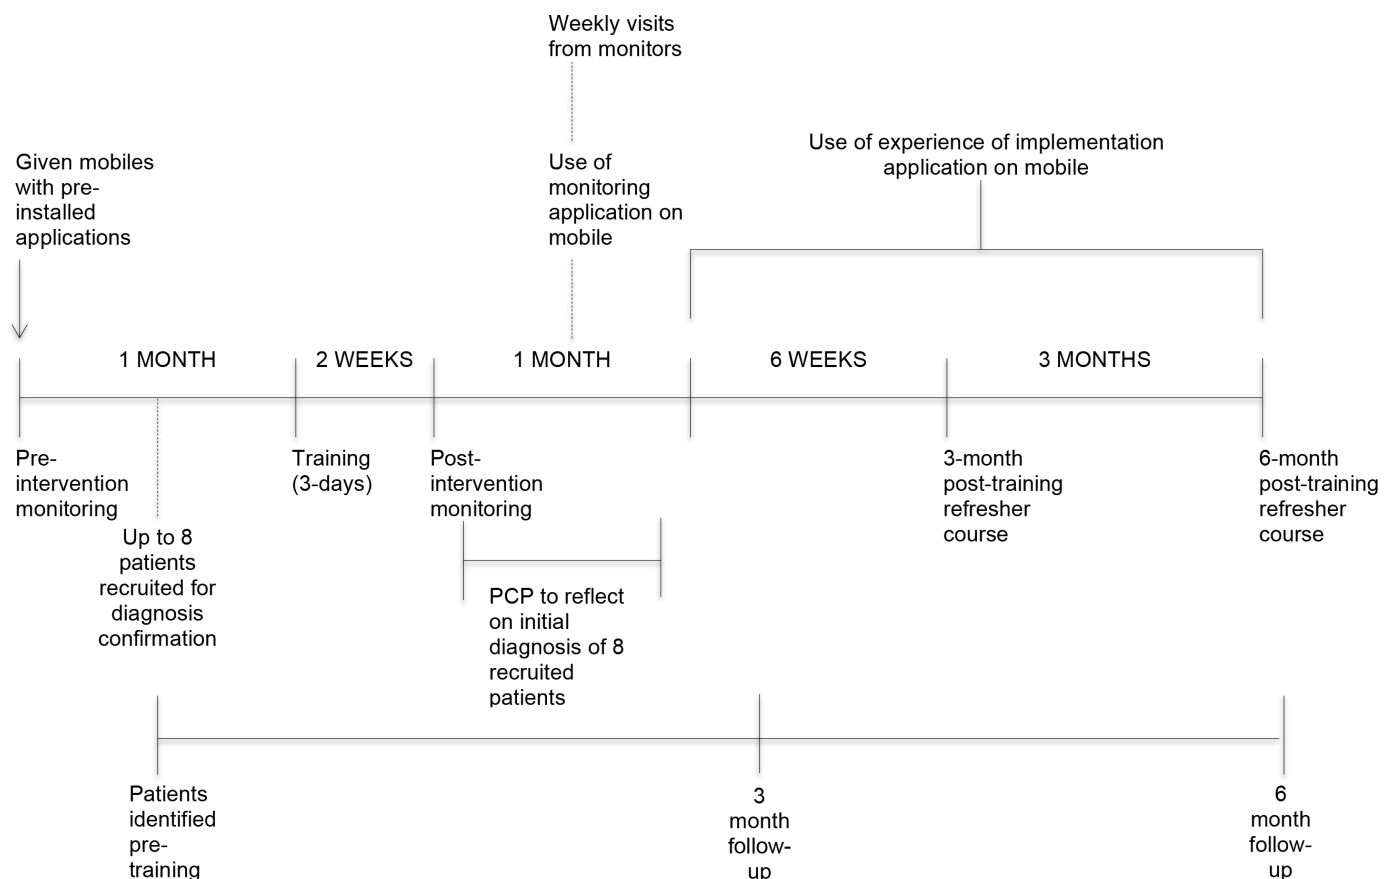 Weekly visits
from monitors
Use of experience of implementation
application on mobile
Given mobiles
with pre-
installed
applications
Use of
monitoring
application on
mobile
1 MONTH
2 WEEKS
1 MONTH
6 WEEKS
3 MONTHS
Pre-
intervention
monitoring
Training
(3-days)
Post-
intervention
monitoring
3-month
post-training
refresher
course
6-month
post-training
refresher
course
Up to 8
patients
recruited for
diagnosis
confirmation
PCP to reflect
on initial
diagnosis of 8
recruited
patients
Patients
identified
pre-
training
3
month
follow-
up
6
month
follow-
up